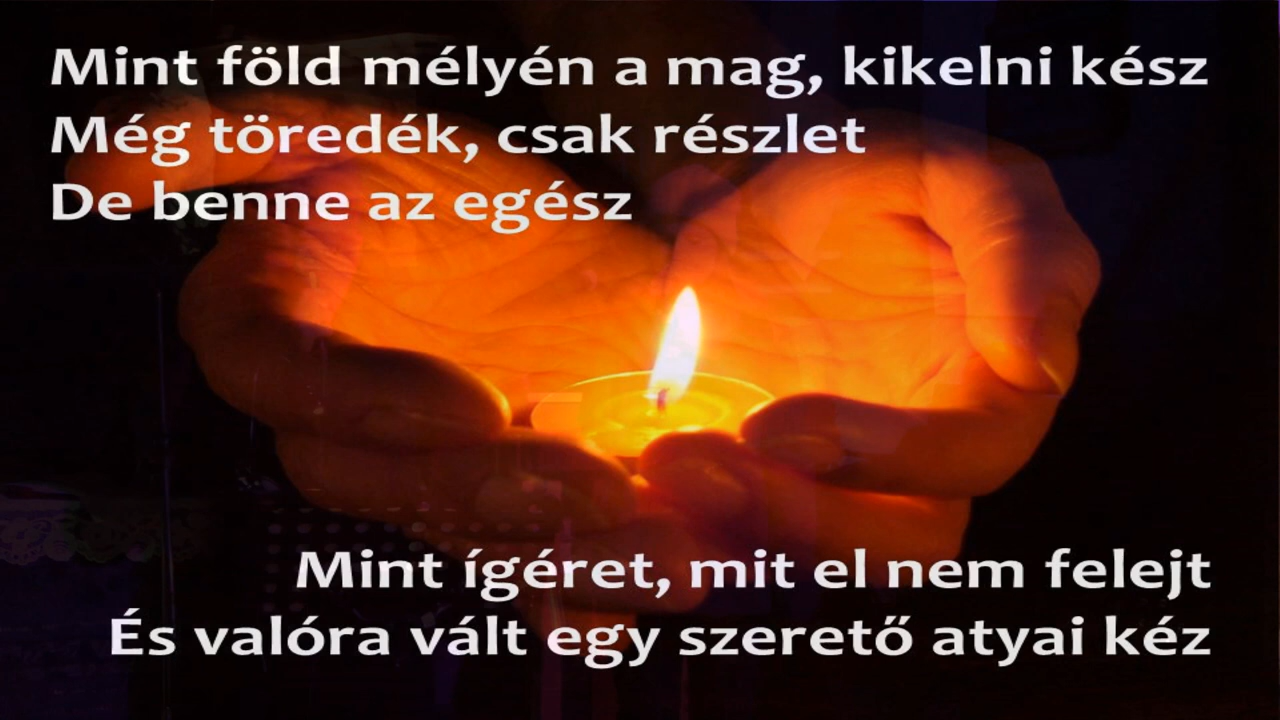 Mint föld mélyén a mag, kikelni kész
Még töredék, csak részlet
De benne az egész
Mint ígéret, mit el nem felejt
És valóra vált egy szerető atyai kéz